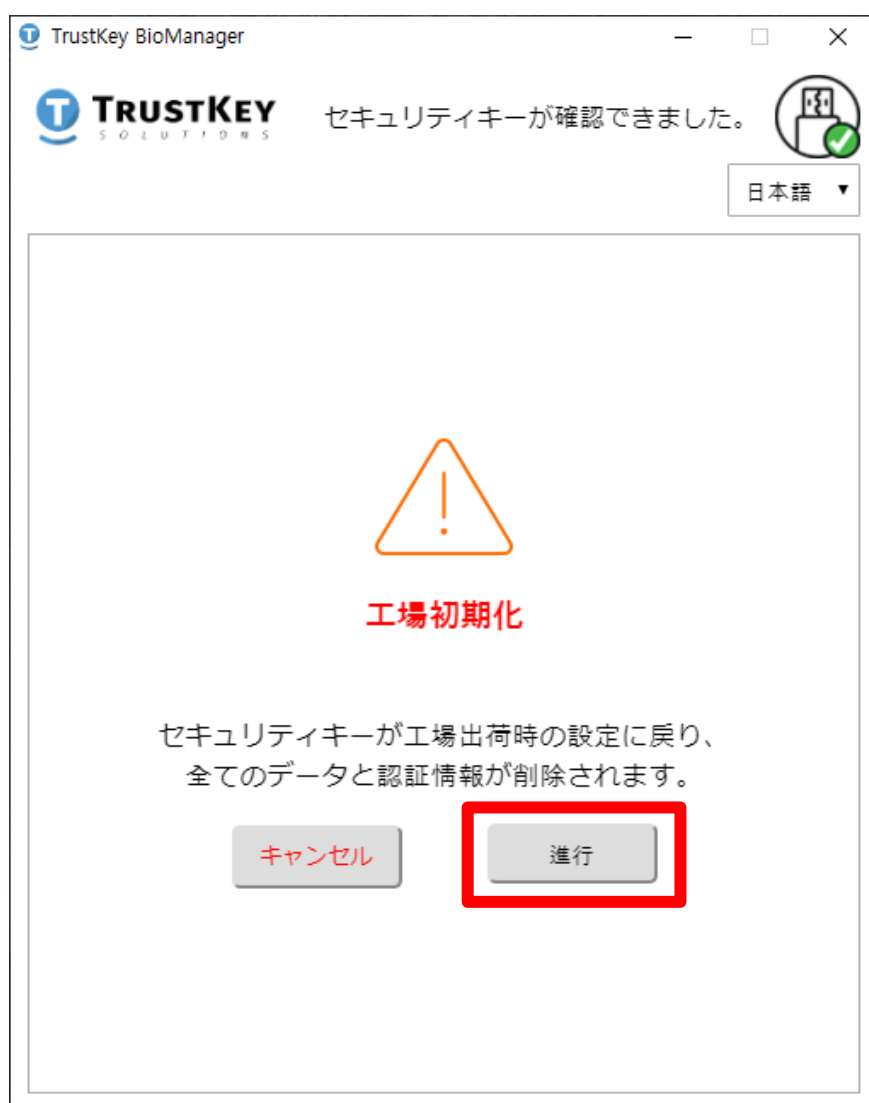 TrustKey BioManager
TRUSTKEY
SOLUTIONS
セキュリティキーが確認できました。
日本語
工場初期化
セキュリティキーが工場出荷時の設定に戻り、
全てのデータと認証情報が削除されます。
キャンセル
進行